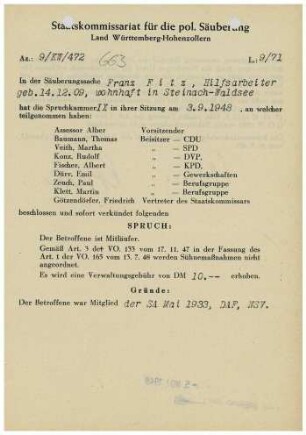 Staatskommissariat für die pol. Säuberung
Land Württemberg-Hohenzollern
Az.: 9/IX/472 663 L: 9/71
In der Säuberungssache Franz Fitz, Hilfsarbeiter
geb. 14.12.09, wohnhaft in Steinach-Waldsee
hat die Spruchkammer IX in ihrer Sitzung am 3.9.1948, an welcher
teilgenommen haben:
Assessor Alber Vorsitzender
Baumann, Thomas Beisitzer — CDU
Veith, Martha „ — SPD
Konz, Rudolf „ — DVP,
Fischer, Albert „ — KPD,
Dürr, Emil „ — Gewerkschaften
Zench, Paul „ — Berufsgruppe
Klett, Martin „ — Berufsgruppe
Götzendörfer, Friedrich Vertreter des Staatskommissars
beschlossen und sofort verkündet folgenden
SPRUCH:
Der Betroffene ist Mitläufer.
Gemäß Art. 3 der VO. 133 vom 17. 11. 47 in der Fassung des
Art. 1 der VO. 165 vom 13. 7. 48 werden Sühnemaßnahmen nicht
angeordnet.
Es wird eine Verwaltungsgebühr von DM 10.-- erhoben.
Gründe:
Der Betroffene war Mitglied der SA Mai 1933, DAF, NSV.